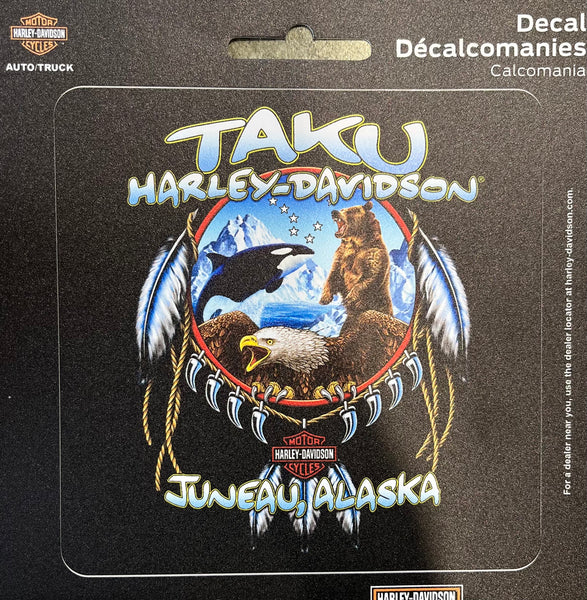 MOTOR
HARLEY-DAVIDSON
CYCLES
AUTO/TRUCK
Decal
Décalcomanies
Calcomania
TAKU
HARLEY-DAVIDSON®
MOTOR
HARLEY-DAVIDSON
CYCLES
JUNEAU, ALASKA
For a dealer near you, use the dealer locator at harley-davidson.com.
HARLEY-DAVIDSON